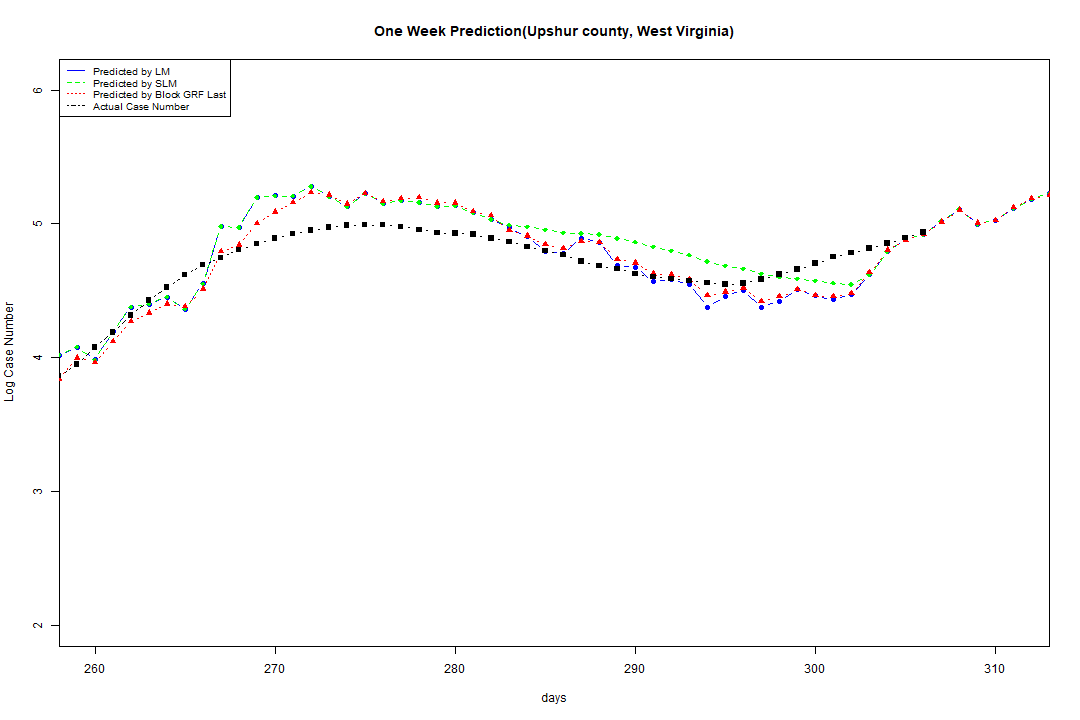 One Week Prediction(Upshur county, West Virginia)
Predicted by LM
Predicted by SLM
Predicted by Block GRF Last
Actual Case Number
6
5
4
3
2
Log Case Number
260 270 280 290 300 310
days